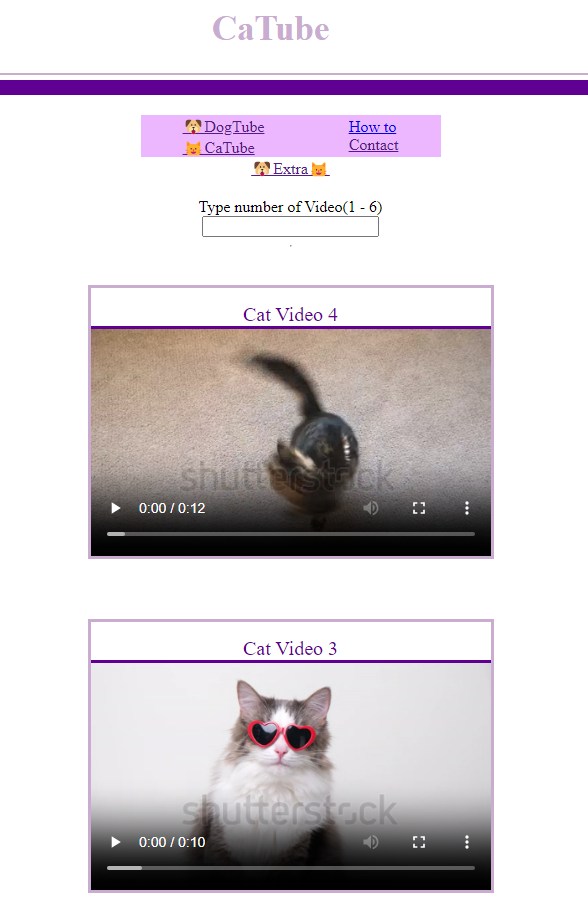 CaTube
🐶 DogTube
🐱 CaTube
How to
Contact
🐶 Extra 🐱
Type number of Video(1 - 6)
Cat Video 4
shutterstock
0:00 / 0:12
Cat Video 3
shutterstock
0:00 / 0:10